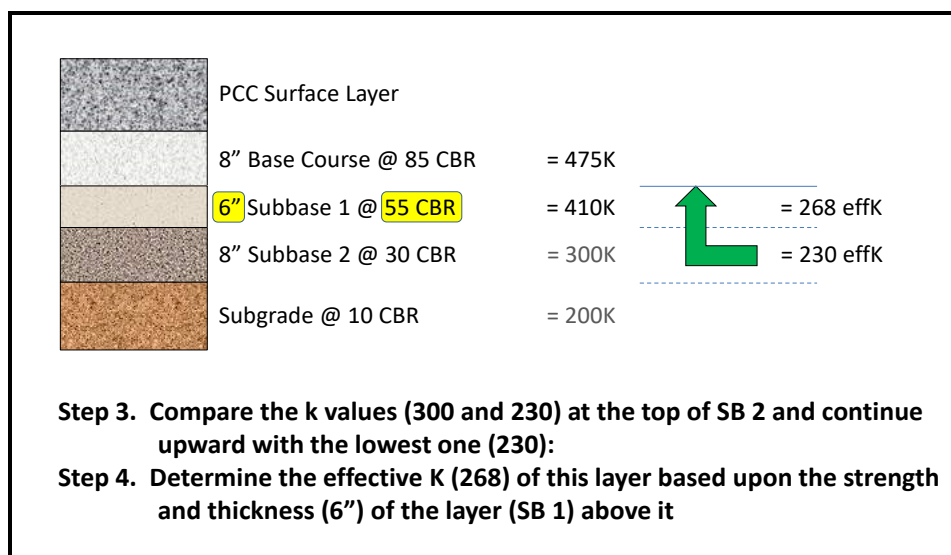 PCC Surface Layer
8” Base Course @ 85 CBR = 475K
6” Subbase 1 @ 55 CBR = 410K = 268 effK
8” Subbase 2 @ 30 CBR = 300K = 230 effK
Subgrade @ 10 CBR = 200K
Step 3. Compare the k values (300 and 230) at the top of SB 2 and continue
upward with the lowest one (230):
Step 4. Determine the effective K (268) of this layer based upon the strength
and thickness (6”) of the layer (SB 1) above it